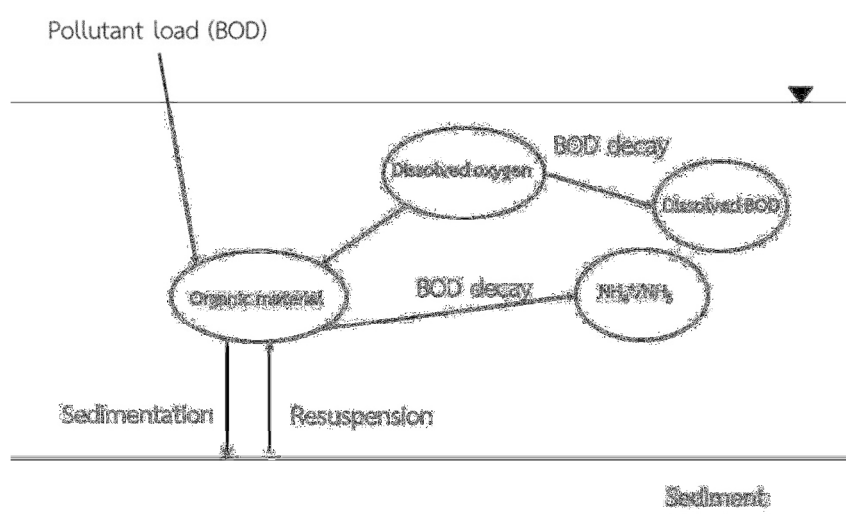 Pollutant load (BOD)
BOD decay
Dissolved oxygen
Dissolved BOD
Organic material
BOD decay
Sedimentation
Resuspension
Sediment